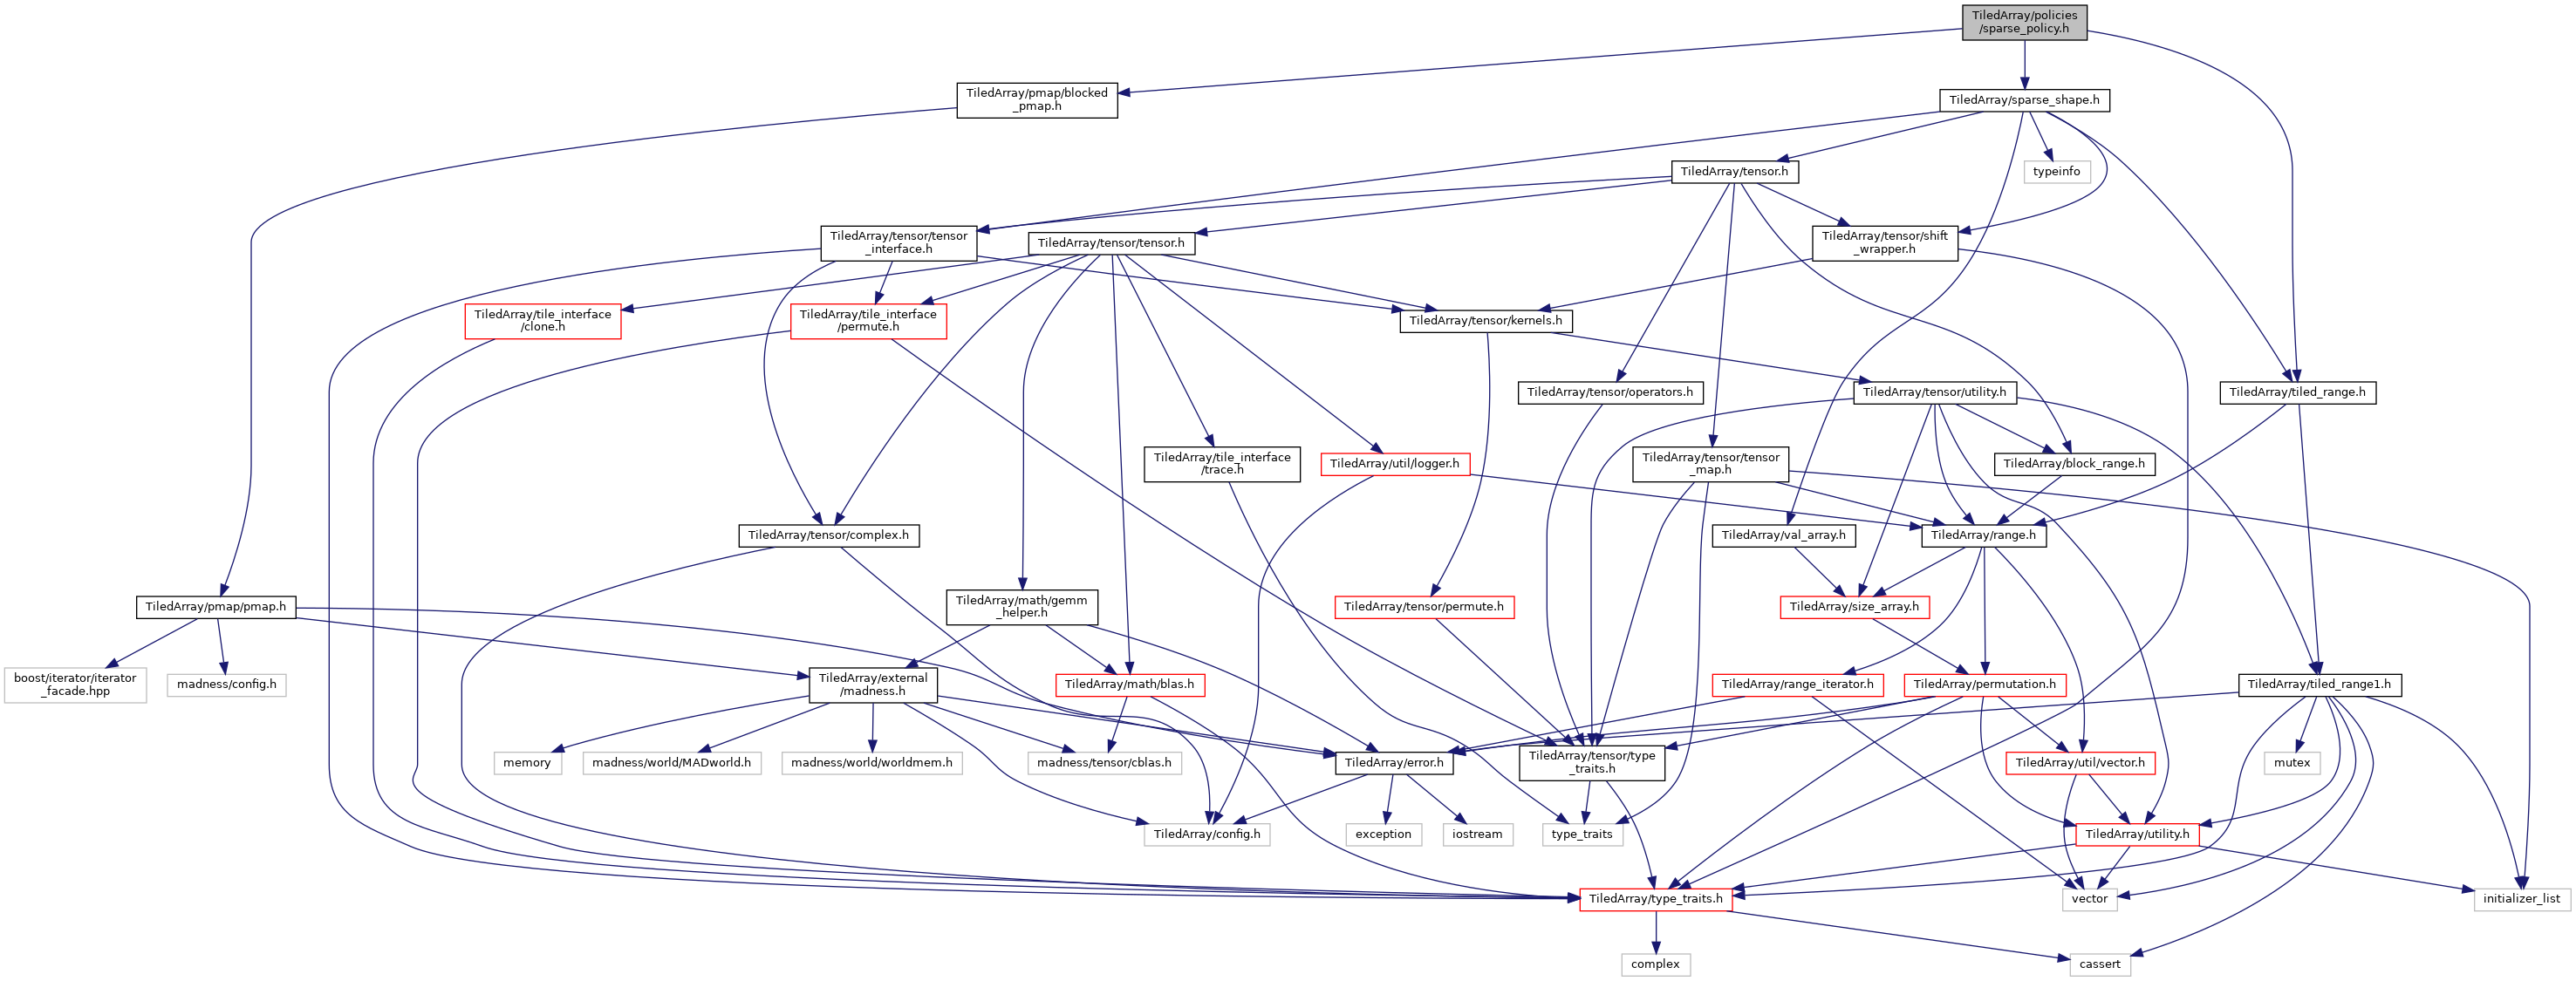 TiledArray/policies
/sparse_policy.h
TiledArray/pmap/blocked
_pmap.h
TiledArray/sparse_shape.h
TiledArray/tensor.h
typeinfo
TiledArray/tensor/tensor
_interface.h
TiledArray/tensor/tensor.h
TiledArray/tensor/shift
_wrapper.h
TiledArray/tile_interface
/clone.h
TiledArray/tile_interface
/permute.h
TiledArray/tensor/kernels.h
TiledArray/tensor/operators.h
TiledArray/tensor/utility.h
TiledArray/tiled_range.h
TiledArray/tile_interface
/trace.h
TiledArray/util/logger.h
TiledArray/tensor/tensor
_map.h
TiledArray/block_range.h
TiledArray/tensor/complex.h
TiledArray/val_array.h
TiledArray/range.h
TiledArray/pmap/pmap.h
TiledArray/math/gemm
_helper.h
TiledArray/tensor/permute.h
TiledArray/size_array.h
boost/iterator/iterator
_facade.hpp
madness/config.h
TiledArray/external
/madness.h
TiledArray/math/blas.h
TiledArray/range_iterator.h
TiledArray/permutation.h
TiledArray/tiled_range1.h
memory
madness/world/MADworld.h
madness/world/worldmem.h
madness/tensor/cblas.h
TiledArray/error.h
TiledArray/tensor/type
_traits.h
TiledArray/util/vector.h
mutex
TiledArray/config.h
exception
iostream
type_traits
TiledArray/utility.h
TiledArray/type_traits.h
vector
initializer_list
complex
cassert